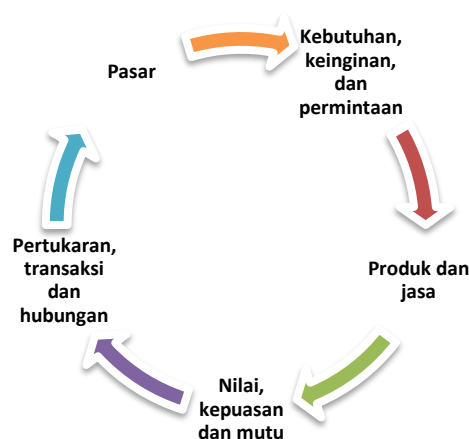 Pasar
Kebutuhan,
keinginan,
dan
permintaan
Produk dan
jasa
Nilai,
kepuasan
dan mutu
Pertukaran,
transaksi
dan
hubungan